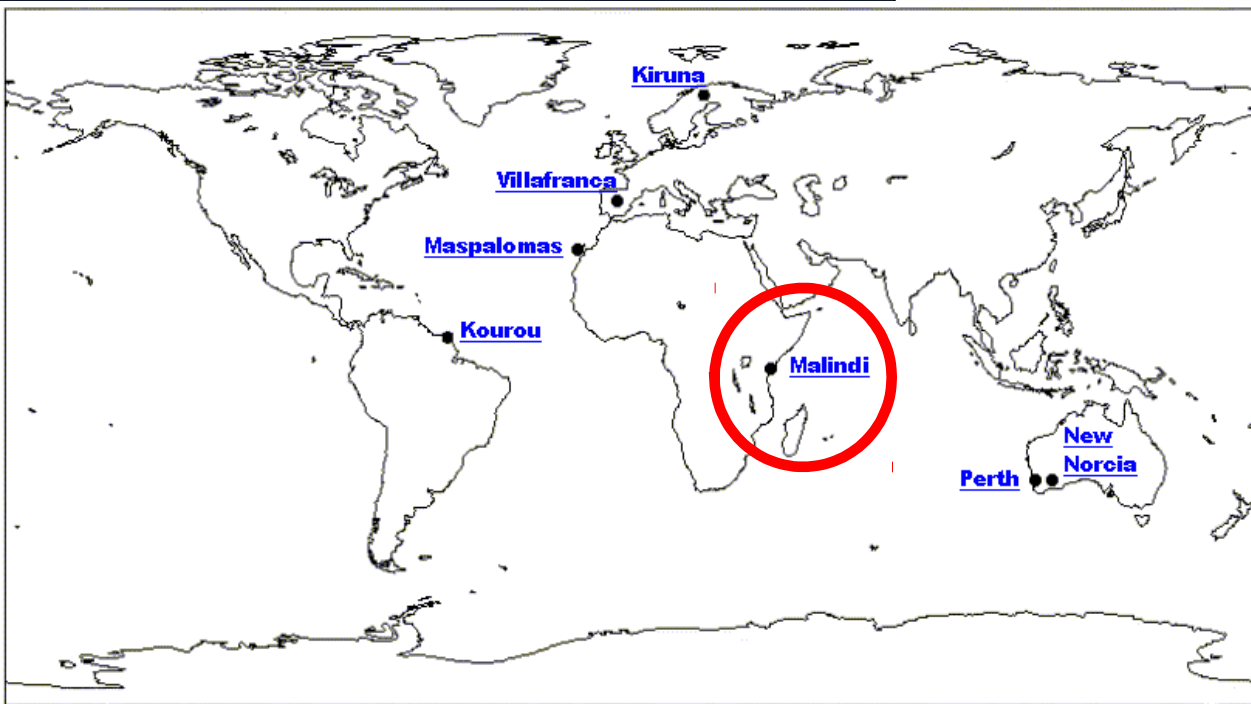 Kiruna
Villafranca
Maspalomas
Kourou
Malindi
New
Norcia
Perth